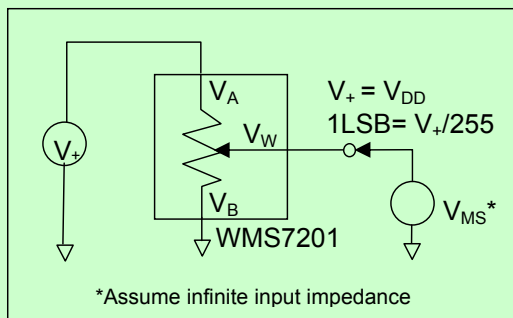 V+ = VDD
1LSB= V+/255
VA
VW
V+
VB
VMS*
WMS7201
*Assume infinite input impedance